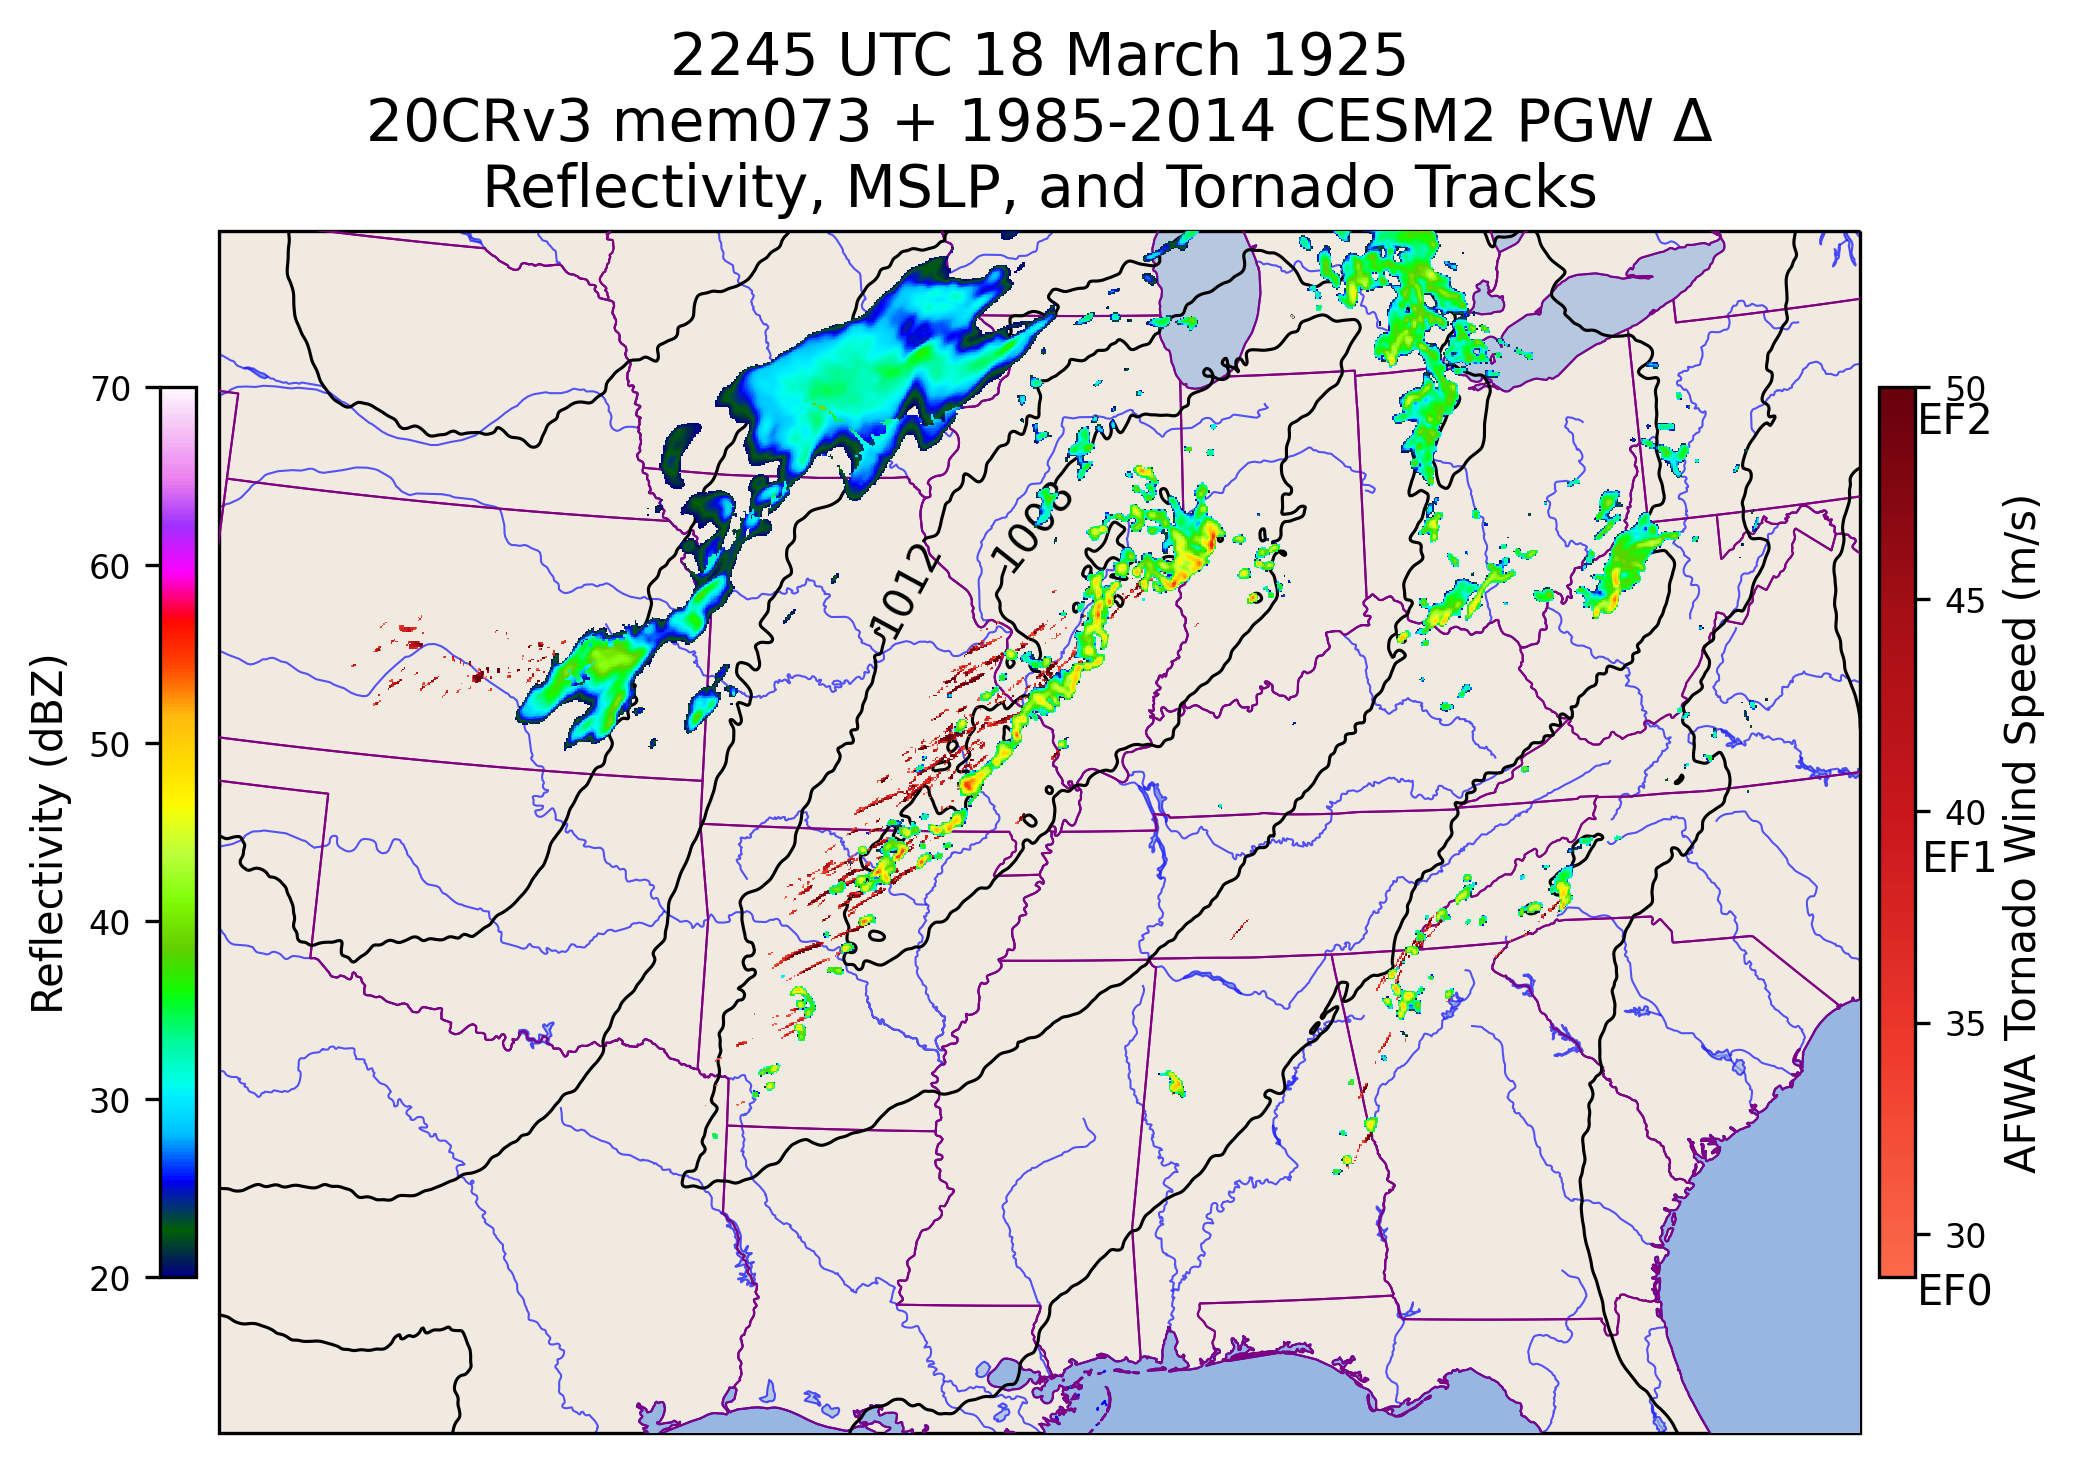 2245 UTC 18 March 1925
20CRv3 mem073 + 1985-2014 CESM2 PGW Δ
Reflectivity, MSLP, and Tornado Tracks
Reflectivity (dBZ)
70
60
50
40
30
20
1012
1008
50
EF2
45
40
EF1
35
30
EF0
AFWA Tornado Wind Speed (m/s)